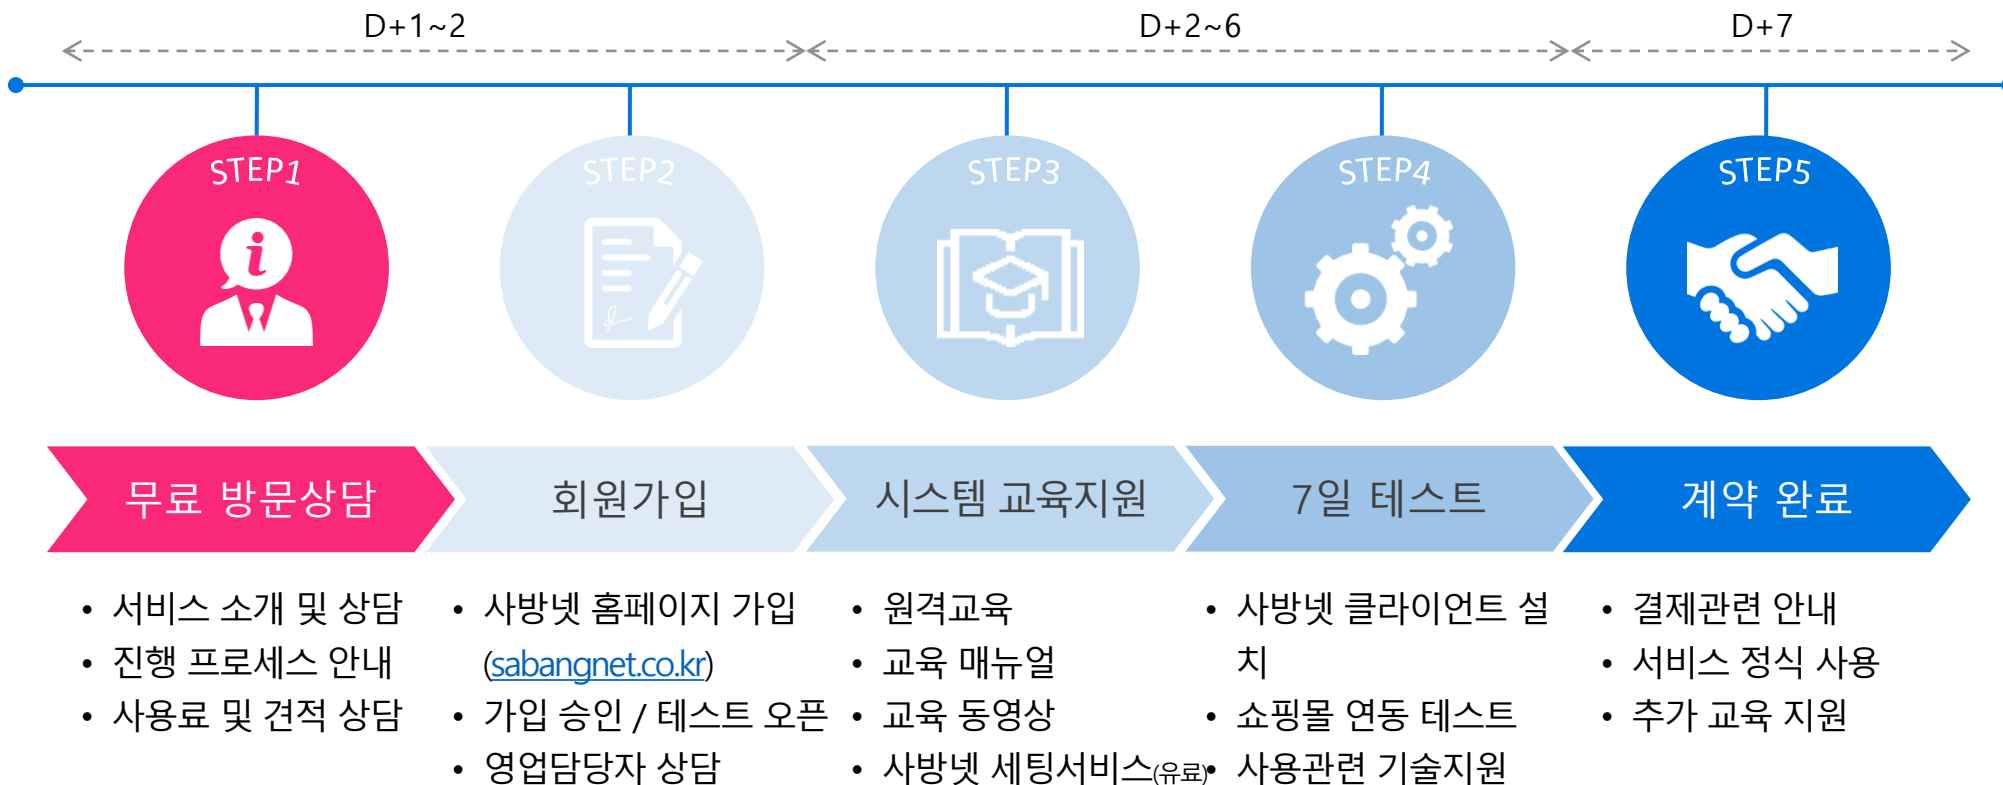 D+1~2
D+2~6
D+7
STEP1
STEP2
STEP3
STEP4
STEP5
무료 방문상담
회원가입
시스템 교육지원
7일 테스트
계약 완료
• 서비스 소개 및 상담
• 진행 프로세스 안내
• 사용료 및 견적 상담
• 사방넷 홈페이지 가입
(sabangnet.co.kr)
• 가입 승인 / 테스트 오픈
• 영업담당자 상담
• 원격교육
• 교육 매뉴얼
• 교육 동영상
• 사방넷 세팅서비스(유료)
• 사방넷 클라이언트 설
치
• 쇼핑몰 연동 테스트
• 사용관련 기술지원
• 결제관련 안내
• 서비스 정식 사용
• 추가 교육 지원